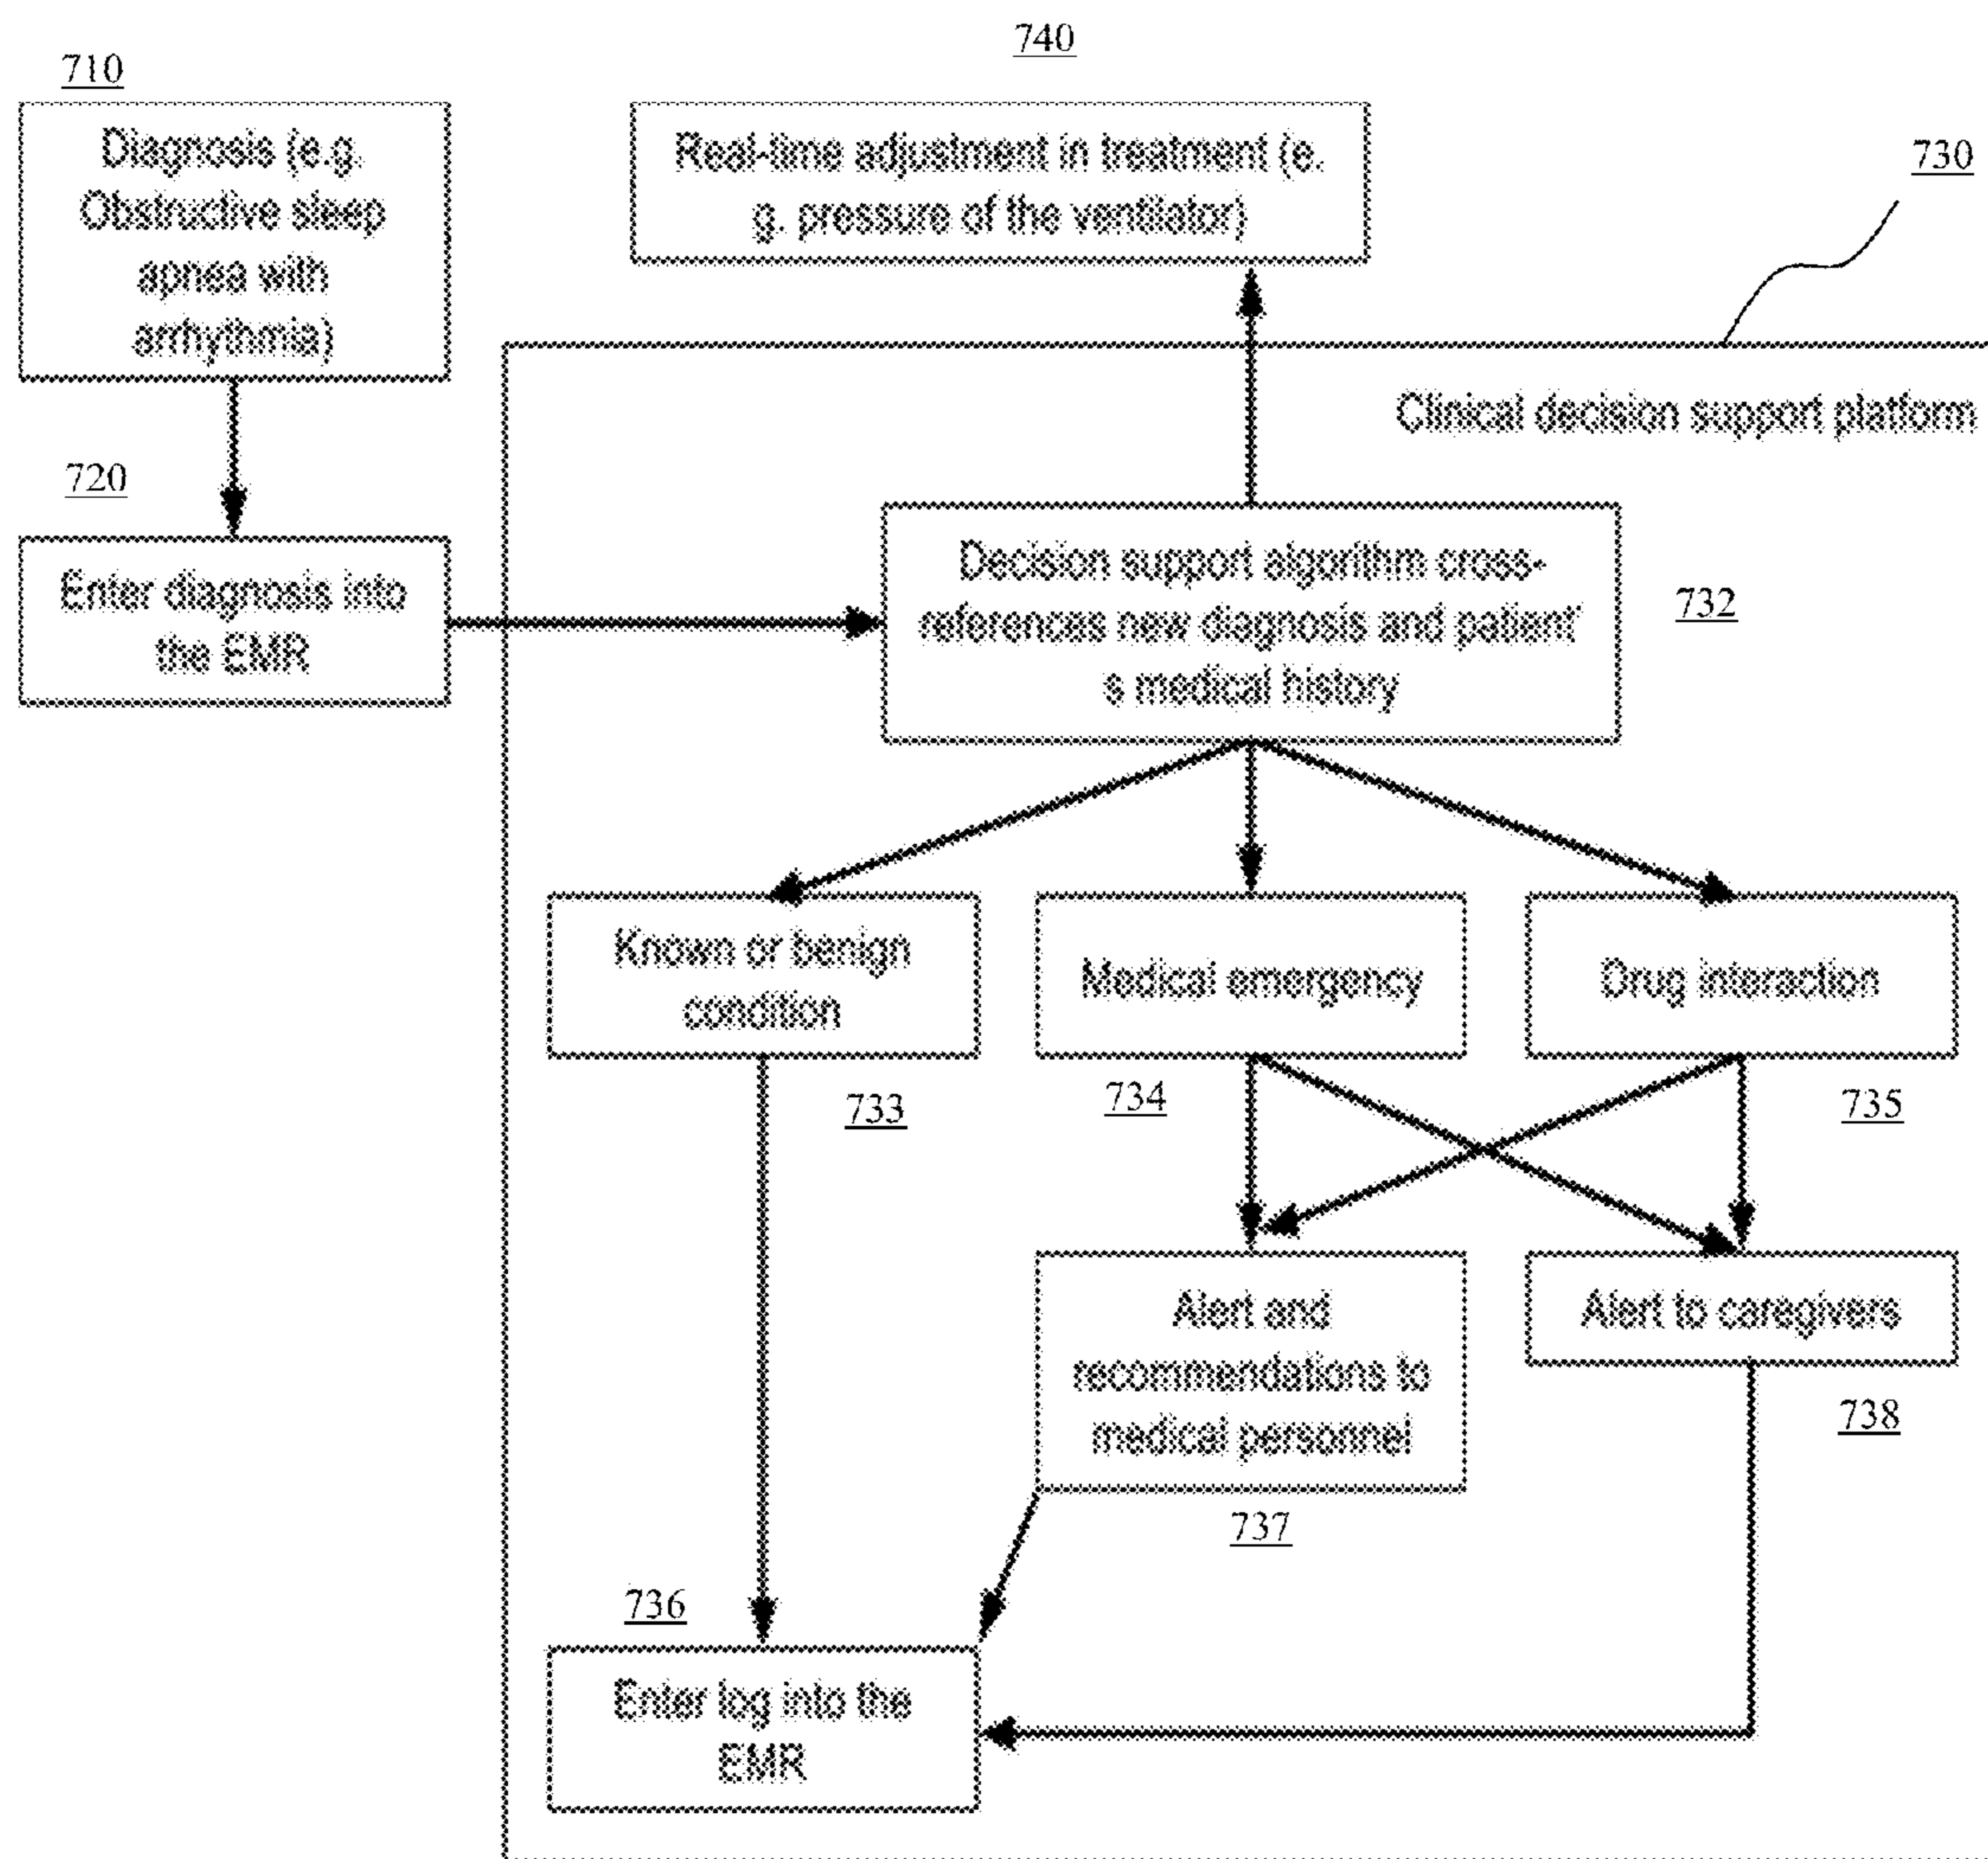 740
710
Diagnosis (e.g.
Obstructive sleep
apnea with
arrhythmia)
Real-time adjustment in treatment (e.
g. pressure of the ventilator)
730
Clinical decision support platform
720
Enter diagnosis into
the EMR
Decision support algorithm cross-
references new diagnosis and patient'
s medical history
732
Known or benign
condition
Medical emergency
Drug interaction
733
734
735
Alert and
recommendations to
medical personnel
Alert to caregivers
738
737
736
Enter log into the
EMR